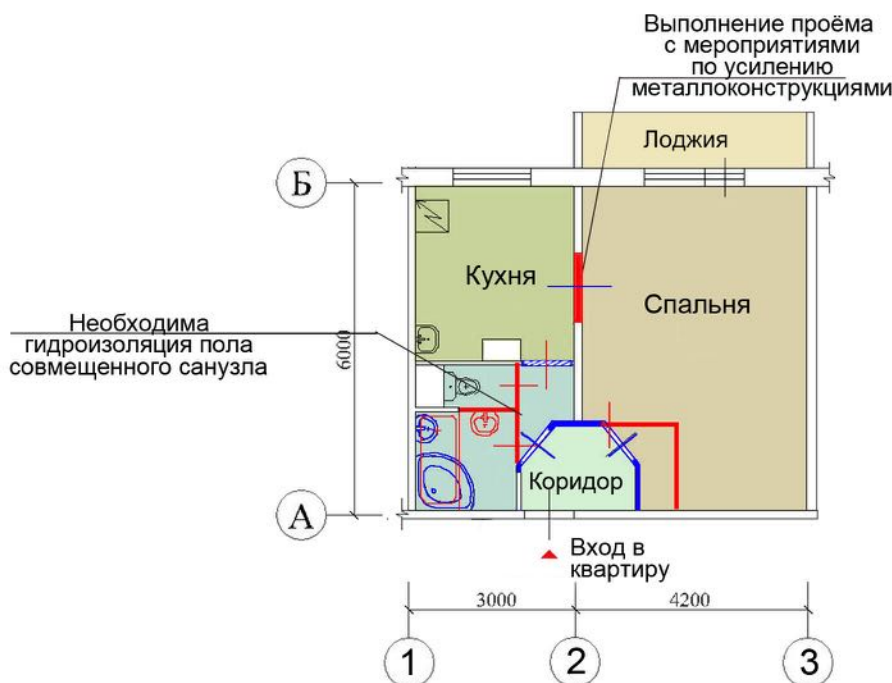 Выполнение проёма
с мероприятиями
по усилению
металлоконструкциями
Лоджия
Б
Кухня
Спальня
Необходима
гидроизоляция пола
совмещенного санузла
6000
Коридор
А
Вход в
квартиру
3000
4200
1
2
3